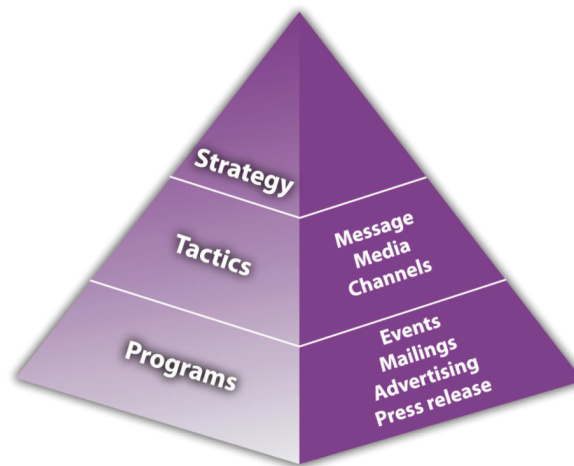 Strategy
Tactics
Message
Media
Channels
Programs
Events
Mailings
Advertising
Press release